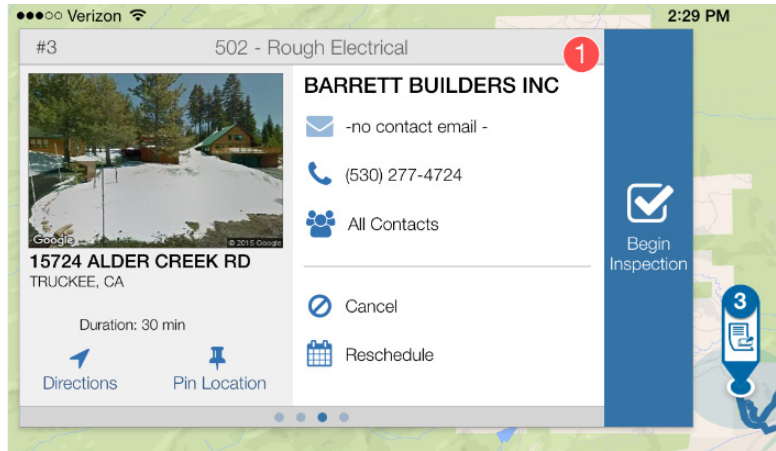 Verizon 2:29 PM
#3 502 - Rough Electrical 1
Google © 2015 Google
15724 ALDER CREEK RD
TRUCKEE, CA
Duration: 30 min
Directions Pin Location
BARRETT BUILDERS INC
-no contact email -
(530) 277-4724
All Contacts
Cancel
Reschedule
Begin
Inspection
3